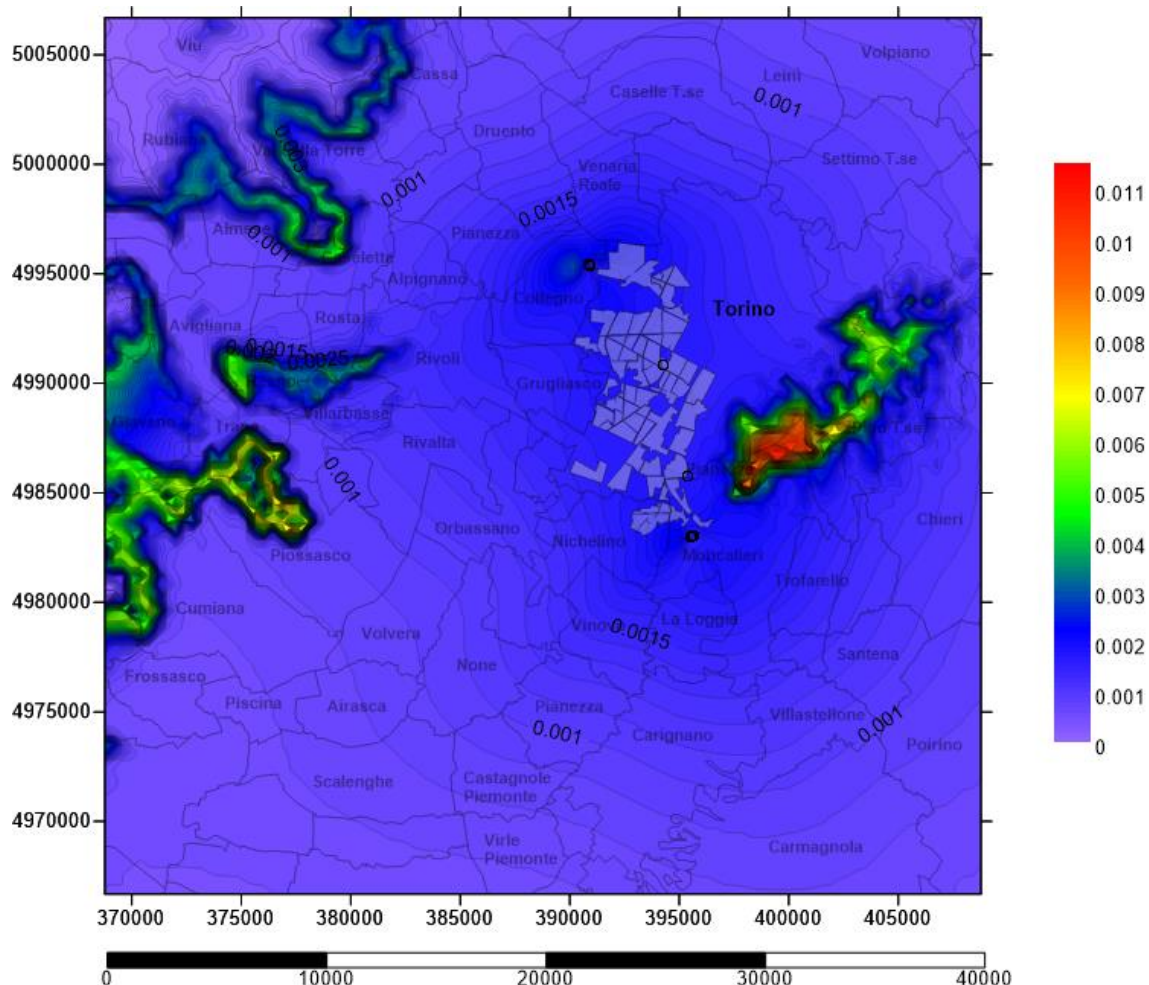 5005000
5000000
4995000
4990000
4985000
4980000
4975000
4970000
370000
375000
380000
385000
390000
395000
400000
405000
Viu
Cassa
Volpiano
Leinì
0.001
Caselle T.se
Druento
Settimo T.se
Venaria
Reale
0.001
0.0015
Pianezza
Almese
0.001
Alpignano
Collegno
Torino
Avigliana
Rosta
0.0015
0.0025
Rivoli
Grugliasco
Villarbasse
Rivalta
0.001
Chieri
Orbassano
Nichelino
Moncalieri
Piossasco
Trofarello
Cumiana
Volvera
La Loggia
0.0015
None
Santena
Frossasco
Piscina
Airasca
Pianezza
0.001
Carignano
Villastellone
0.001
Poirino
Scalenghe
Castagnole
Piemonte
Virle
Piemonte
Carmagnola
0.011
0.01
0.009
0.008
0.007
0.006
0.005
0.004
0.003
0.002
0.001
0
0
10000
20000
30000
40000